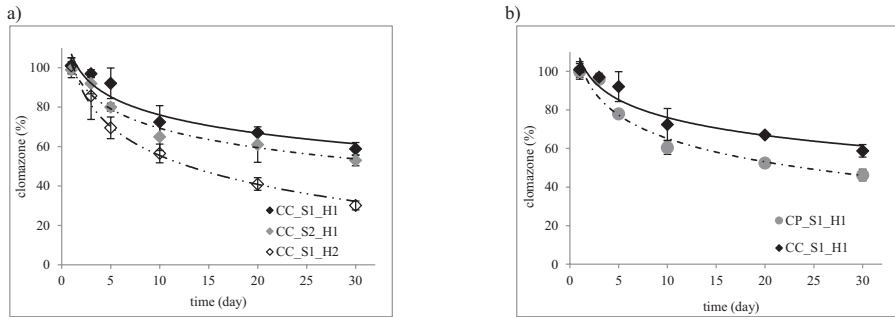 a)
100
80
60
40
20
0
clomazone (%)
0 5 10 15 20 25 30
time (day)
CC_S1_H1
CC_S2_H1
CC_S1_H2
b)
100
80
60
40
20
0
clomazone (%)
0 5 10 15 20 25 30
time (day)
CP_S1_H1
CC_S1_H1